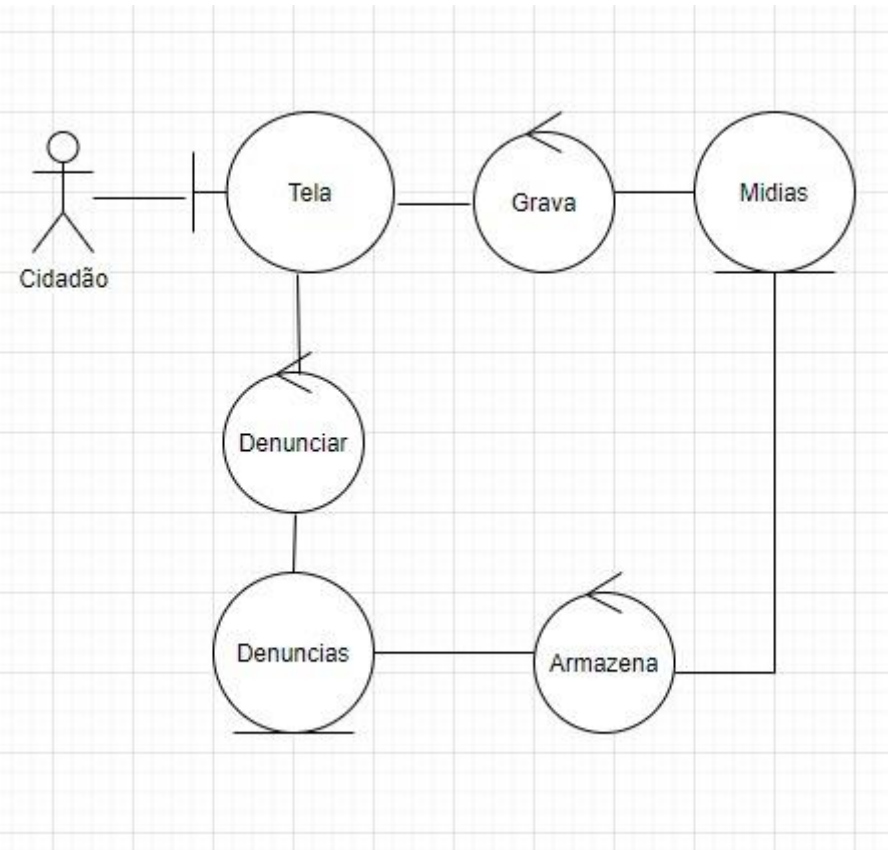 Tela
Grava
Midias
Cidadão
Denunciar
Denuncias
Armazena